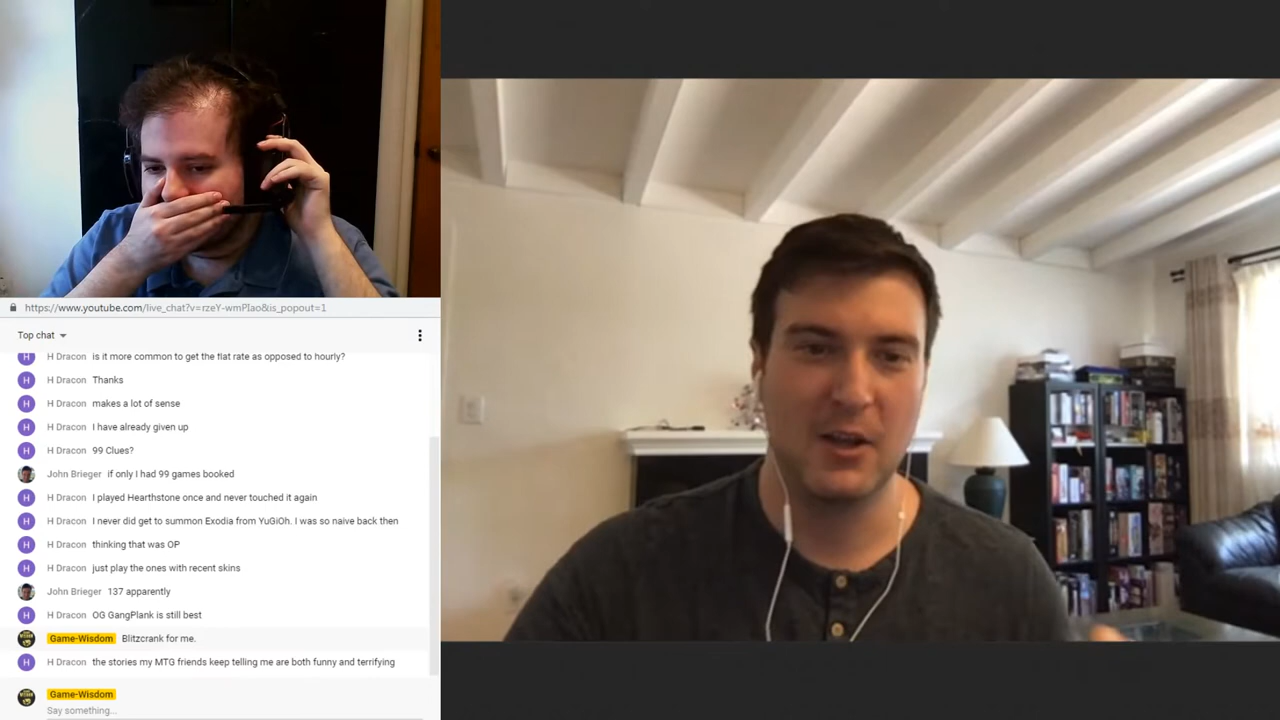 https://www.youtube.com/live_chat?v=rzeY-wmPIao&is_popout=1
Top chat
H H Dracon is it more common to get the flat rate as opposed to hourly?
H H Dracon Thanks
H H Dracon makes a lot of sense
H H Dracon I have already given up
H H Dracon 99 Clues?
John Brieger if only I had 99 games booked
H H Dracon I played Hearthstone once and never touched it again
H H Dracon I never did get to summon Exodia from YuGiOh. I was so naive back then
H H Dracon thinking that was OP
H H Dracon just play the ones with recent skins
John Brieger 137 apparently
H H Dracon OG GangPlank is still best
Game-Wisdom Blitzcrank for me.
H H Dracon the stories my MTG friends keep telling me are both funny and terrifying
Game-Wisdom
Say something...